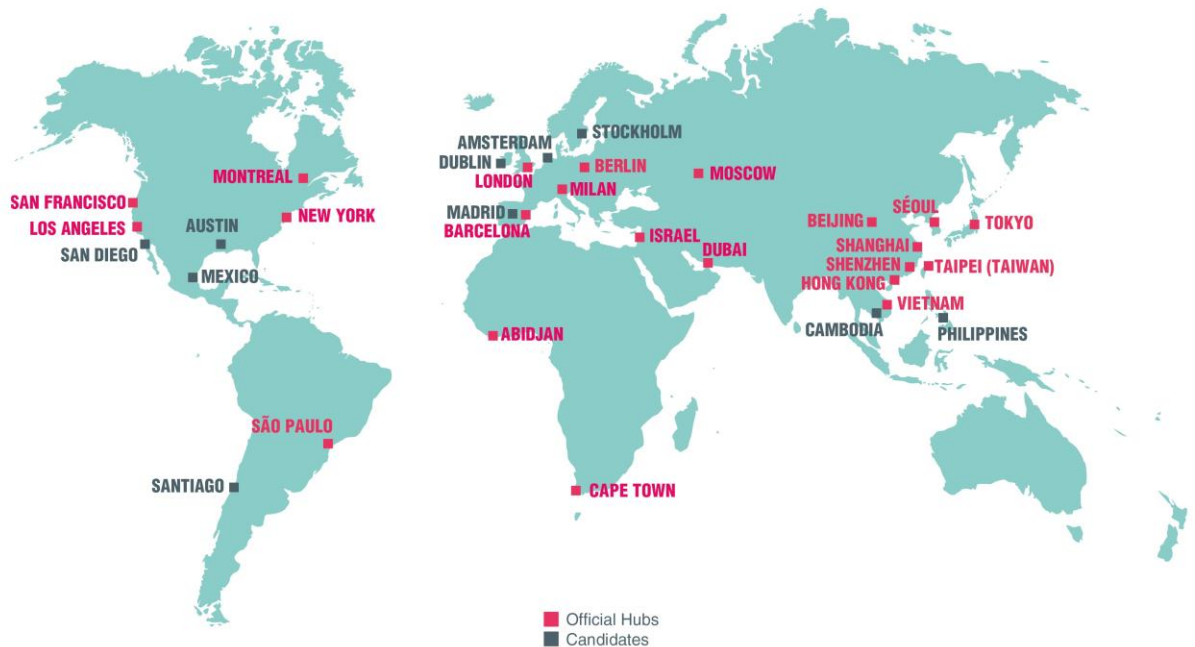 STOCKHOLM
AMSTERDAM
DUBLIN
LONDON
BERLIN
MILAN
MOSCOW
MONTREAL
SAN FRANCISCO
NEW YORK
LOS ANGELES
AUSTIN
SAN DIEGO
MEXICO
MADRID
BARCELONA
ISRAEL
DUBAI
BEIJING
SÉOUL
TOKYO
SHANGHAI
SHENZHEN
TAIPEI (TAIWAN)
HONG KONG
VIETNAM
CAMBODIA
PHILIPPINES
ABIDJAN
SÃO PAULO
SANTIAGO
CAPE TOWN
Official Hubs
Candidates